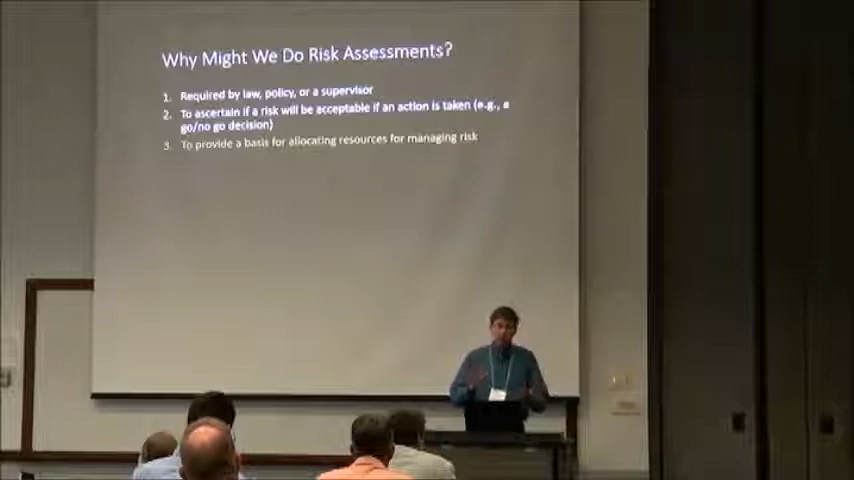 Why Might We Do Risk Assessments?
1. Required by law, policy, or a supervisor
2. To ascertain if a risk will be acceptable if an action is taken (e.g., a
go/no go decision)
3. To provide a basis for allocating resources for managing risk